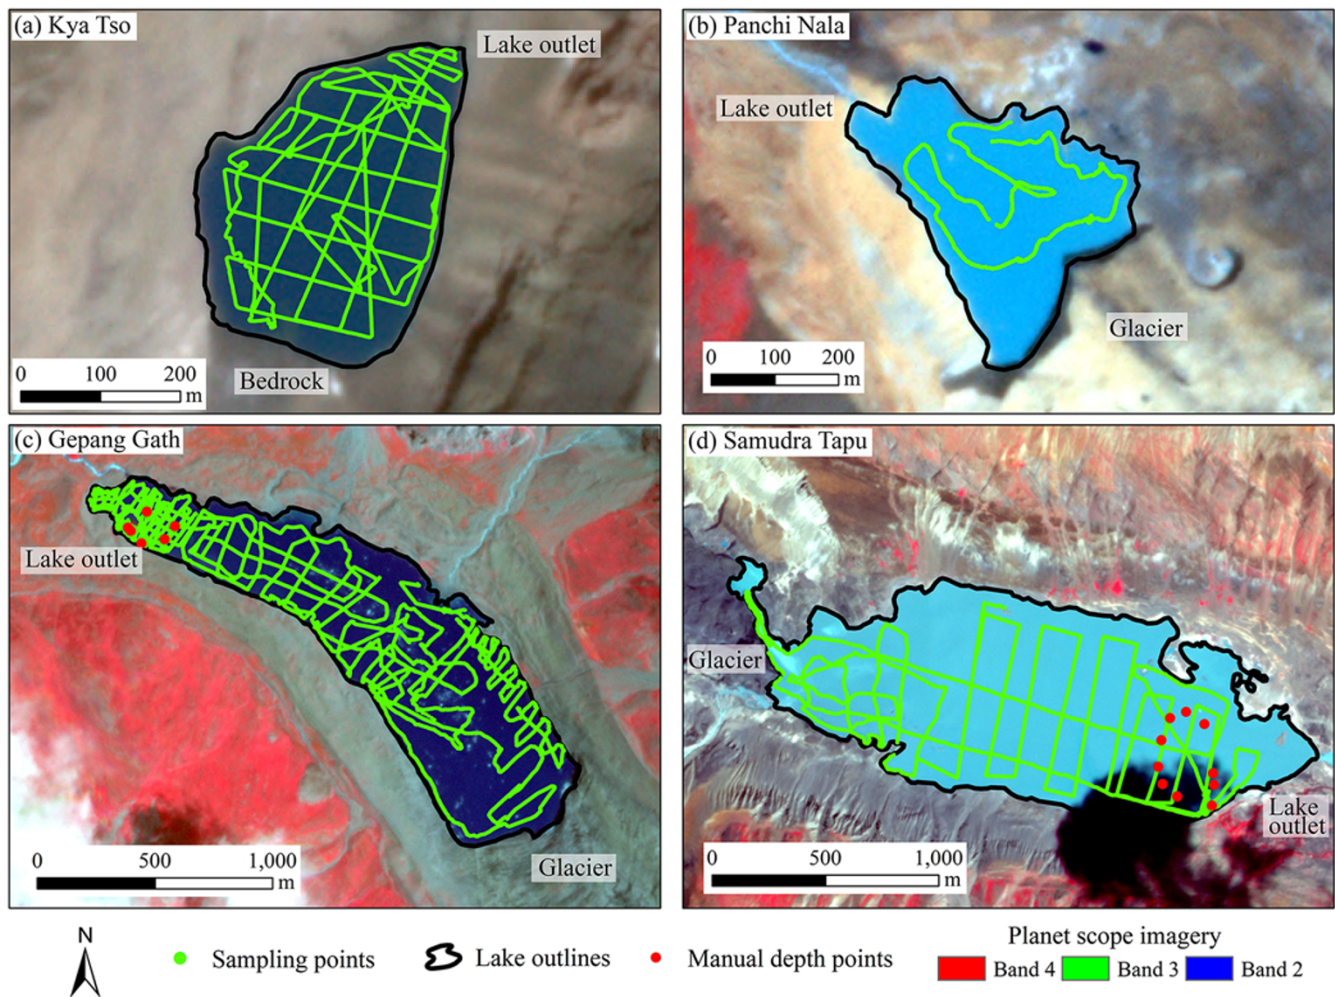 (a) Kya Tso
Lake outlet
Bedrock
0 100 200
m
(b) Panchi Nala
Lake outlet
Glacier
0 100 200
m
(c) Gepang Gath
Lake outlet
Glacier
0 500 1,000
m
(d) Samudra Tapu
Glacier
Lake
outlet
0 500 1,000
m
N
Sampling points
Lake outlines
Manual depth points
Planet scope imagery
Band 4 Band 3 Band 2